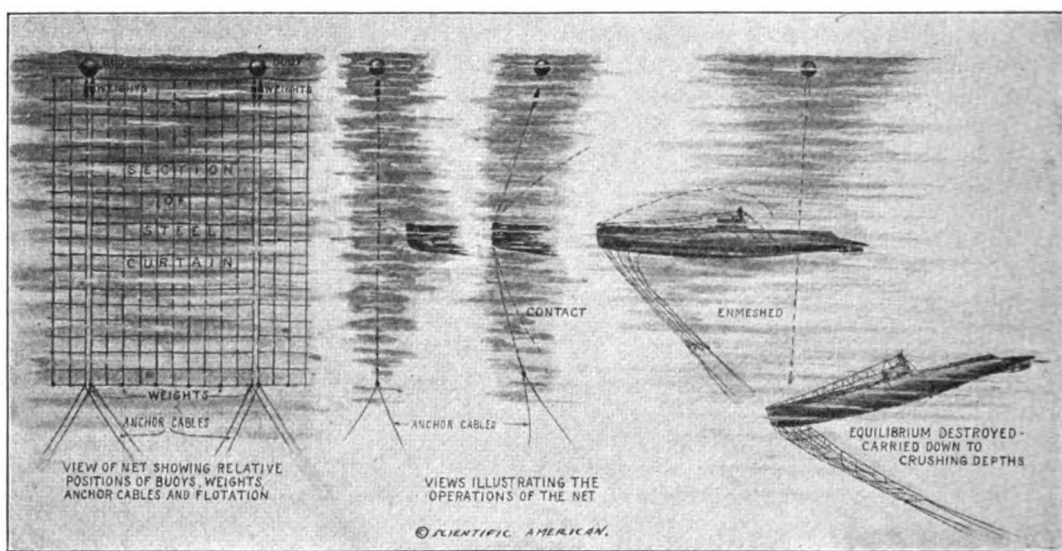 BUOY
BUOY
WEIGHTS
WEIGHTS
SECTION
OF
STEEL
CURTAIN
WEIGHTS
ANCHOR CABLES
VIEW OF NET SHOWING RELATIVE
POSITIONS OF BUOYS, WEIGHTS,
ANCHOR CABLES AND FLOTATION
CONTACT
ANCHOR CABLES
VIEWS ILLUSTRATING THE
OPERATIONS OF THE NET
ENMESHED
EQUILIBRIUM DESTROYED-
CARRIED DOWN TO
CRUSHING DEPTHS
© SCIENTIFIC AMERICAN.